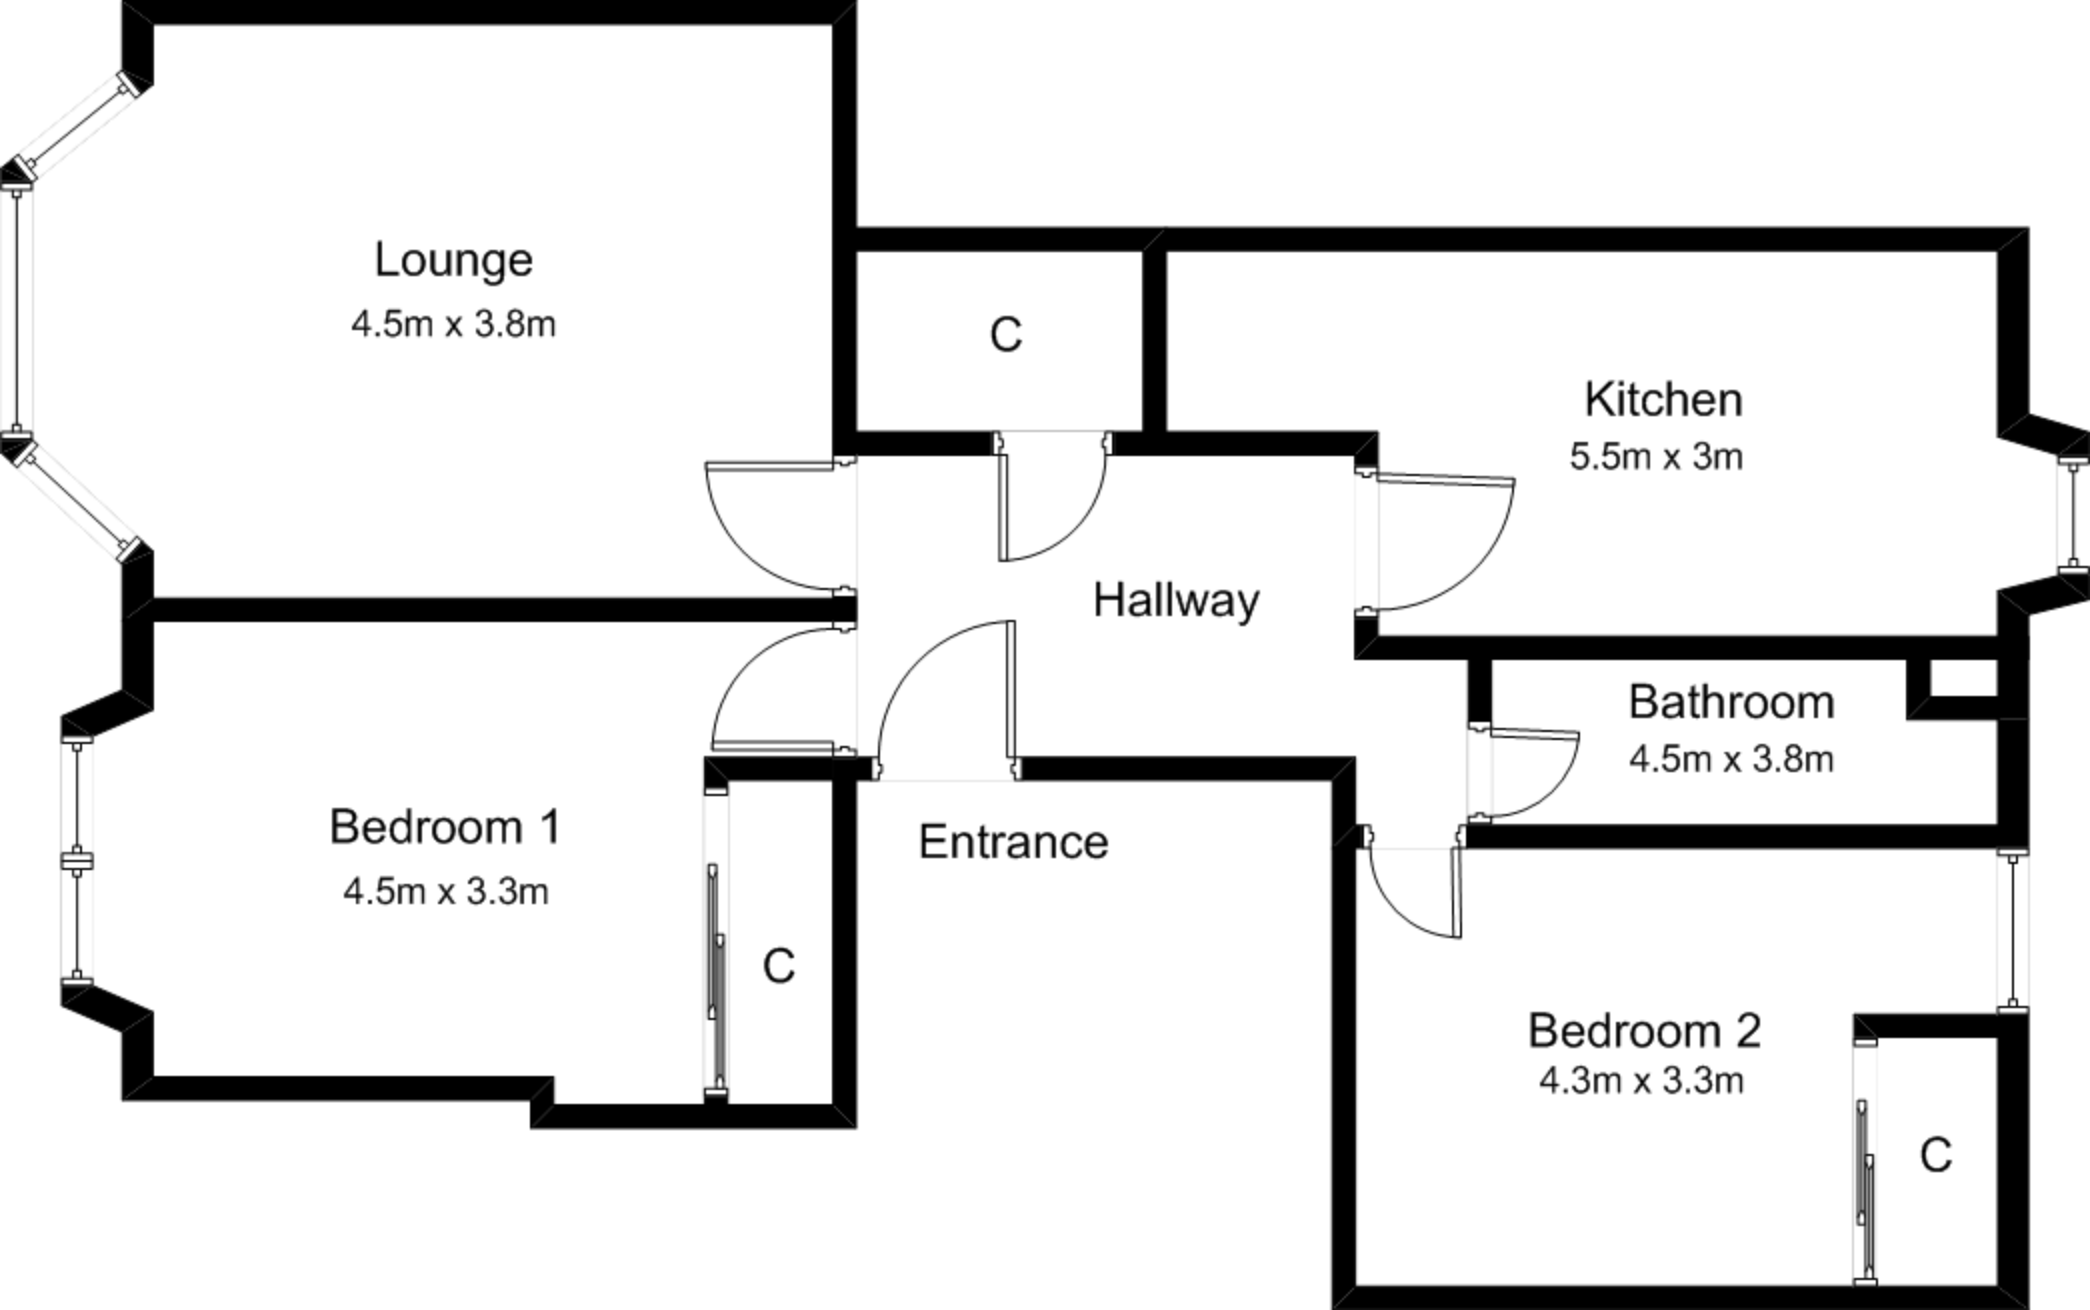 Lounge
4.5m x 3.8m
C
Kitchen
5.5m x 3m
Hallway
Bathroom
4.5m x 3.8m
Bedroom 1
4.5m x 3.3m
Entrance
C
Bedroom 2
4.3m x 3.3m
C